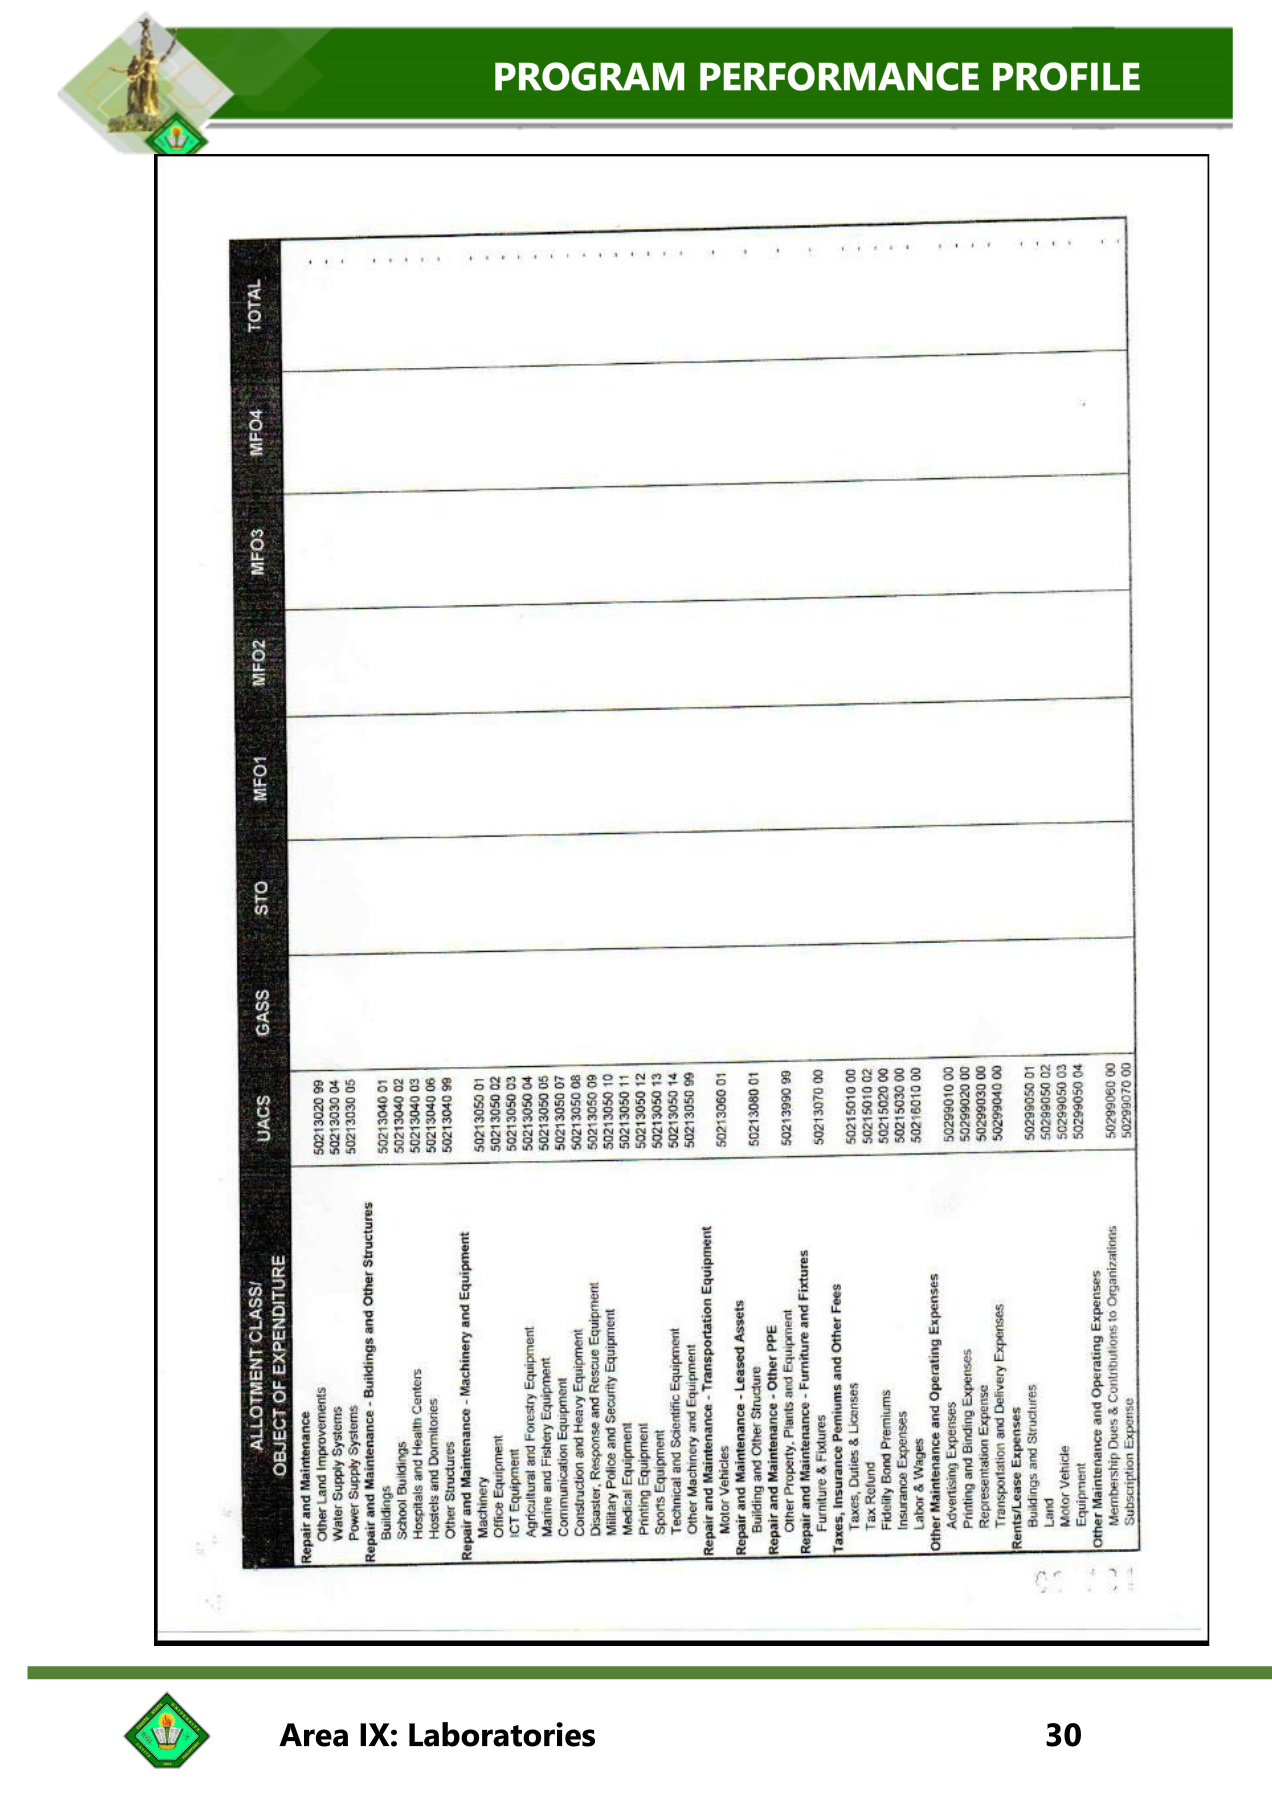 PROGRAM PERFORMANCE PROFILE
ALLOTMENT CLASS/ OBJECT OF EXPENDITURE UACS GASS STO MFO1 MFO2 MFO3 MFO4 TOTAL
Repair and Maintenance
Other Land Improvements 50213020 99 -
Water Supply Systems 50213030 04 -
Power Supply Systems 50213030 05 -
Repair and Maintenance - Buildings and Other Structures
Buildings 50213040 01 -
School Buildings 50213040 02 -
Hospitals and Health Centers 50213040 03 -
Hostels and Dormitories 50213040 06 -
Other Structures 50213040 99 -
Repair and Maintenance - Machinery and Equipment
Machinery 50213050 01 -
Office Equipment 50213050 02 -
ICT Equipment 50213050 03 -
Agricultural and Forestry Equipment 50213050 04 -
Marine and Fishery Equipment 50213050 05 -
Communication Equipment 50213050 07 -
Construction and Heavy Equipment 50213050 08 -
Disaster, Response and Rescue Equipment 50213050 09 -
Military Police and Security Equipment 50213050 10 -
Medical Equipment 50213050 11 -
Printing Equipment 50213050 12 -
Sports Equipment 50213050 13 -
Technical and Scientific Equipment 50213050 14 -
Other Machinery and Equipment 50213050 99 -
Repair and Maintenance - Transportation Equipment
Motor Vehicles 50213060 01 -
Repair and Maintenance - Leased Assets
Building and Other Structure 50213080 01 -
Repair and Maintenance - Other PPE
Other Property, Plants and Equipment 50213990 99 -
Repair and Maintenance - Furniture and Fixtures
Furniture & Fixtures 50213070 00 -
Taxes, Insurance Pemiums and Other Fees
Taxes, Duties & Licenses 50215010 00 -
Tax Refund 50215010 02 -
Fidelity Bond Premiums 50215020 00 -
Insurance Expenses 50215030 00 -
Labor & Wages 50216010 00 -
Other Maintenance and Operating Expenses
Advertising Expenses 50299010 00 -
Printing and Binding Expenses 50299020 00 -
Representation Expense 50299030 00 -
Transportation and Delivery Expenses 50299040 00 -
Rents/Lease Expenses
Buildings and Structures 50299050 01 -
Land 50299050 02 -
Motor Vehicle 50299050 03 -
Equipment 50299050 04 -
Other Maintenance and Operating Expenses
Membership Dues & Contributions to Organizations 50299060 00 -
Subscription Expense 50299070 00 -
Area IX: Laboratories 30